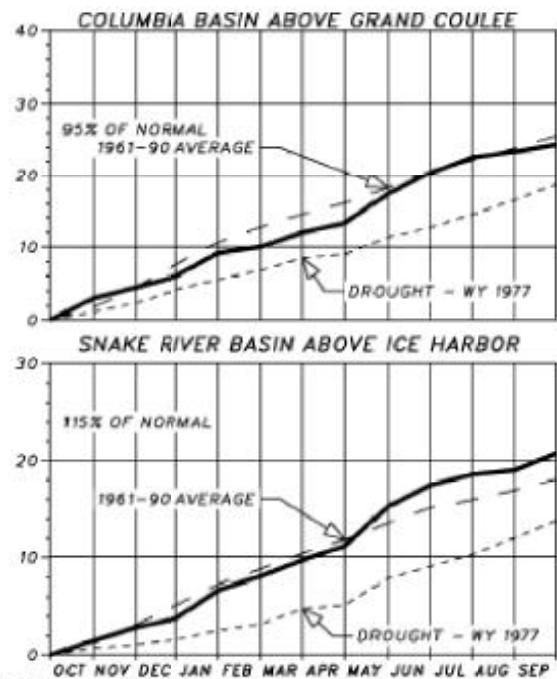 COLUMBIA BASIN ABOVE GRAND COULEE
40
30
95% OF NORMAL
1961-90 AVERAGE
20
10
DROUGHT - WY 1977
0
SNAKE RIVER BASIN ABOVE ICE HARBOR
30
115% OF NORMAL
20
1961-90 AVERAGE
10
DROUGHT - WY 1977
0
OCT NOV DEC JAN FEB MAR APR MAY JUN JUL AUG SEP